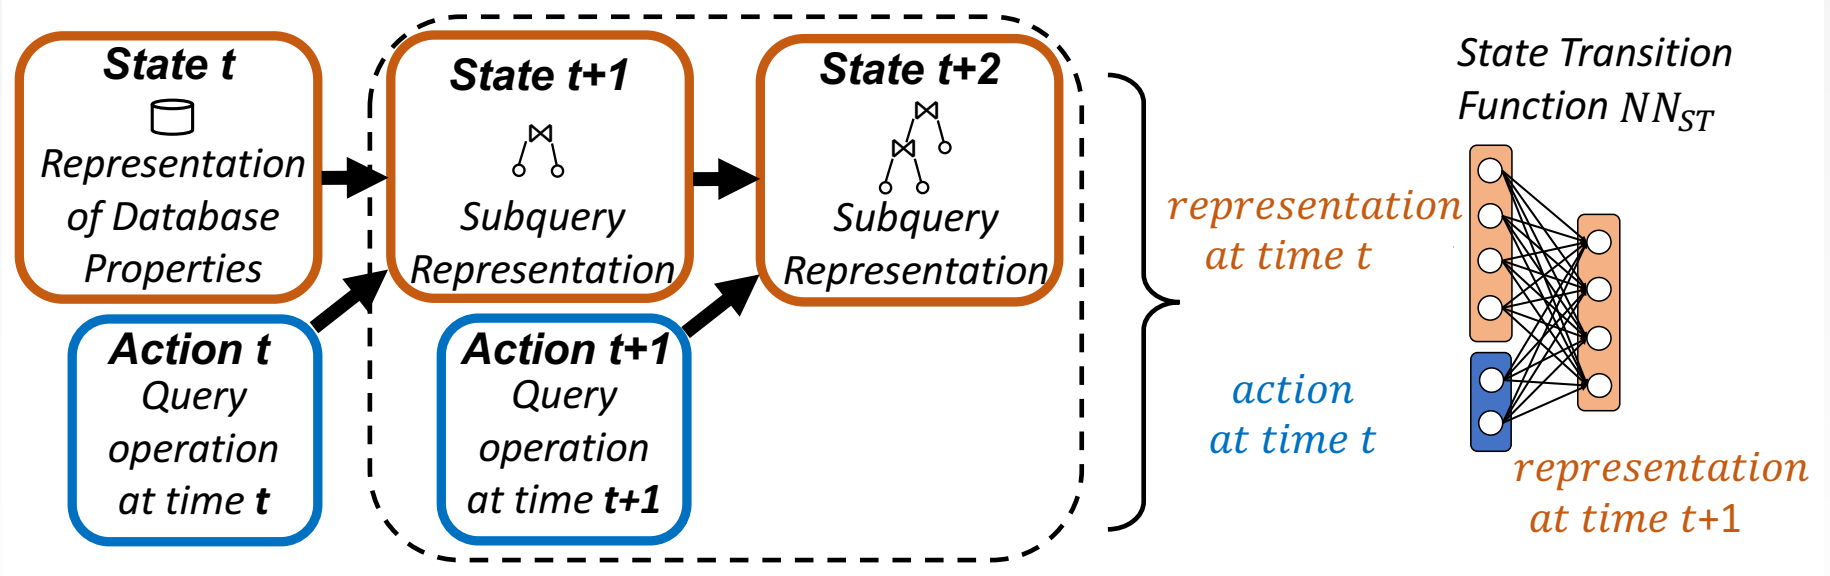 State t
Representation
of Database
Properties
Action t
Query
operation
at time t
State t+1
Subquery
Representation
Action t+1
Query
operation
at time t+1
State t+2
Subquery
Representation
representation
at time t
action
at time t
State Transition
Function NN_ST
representation
at time t+1